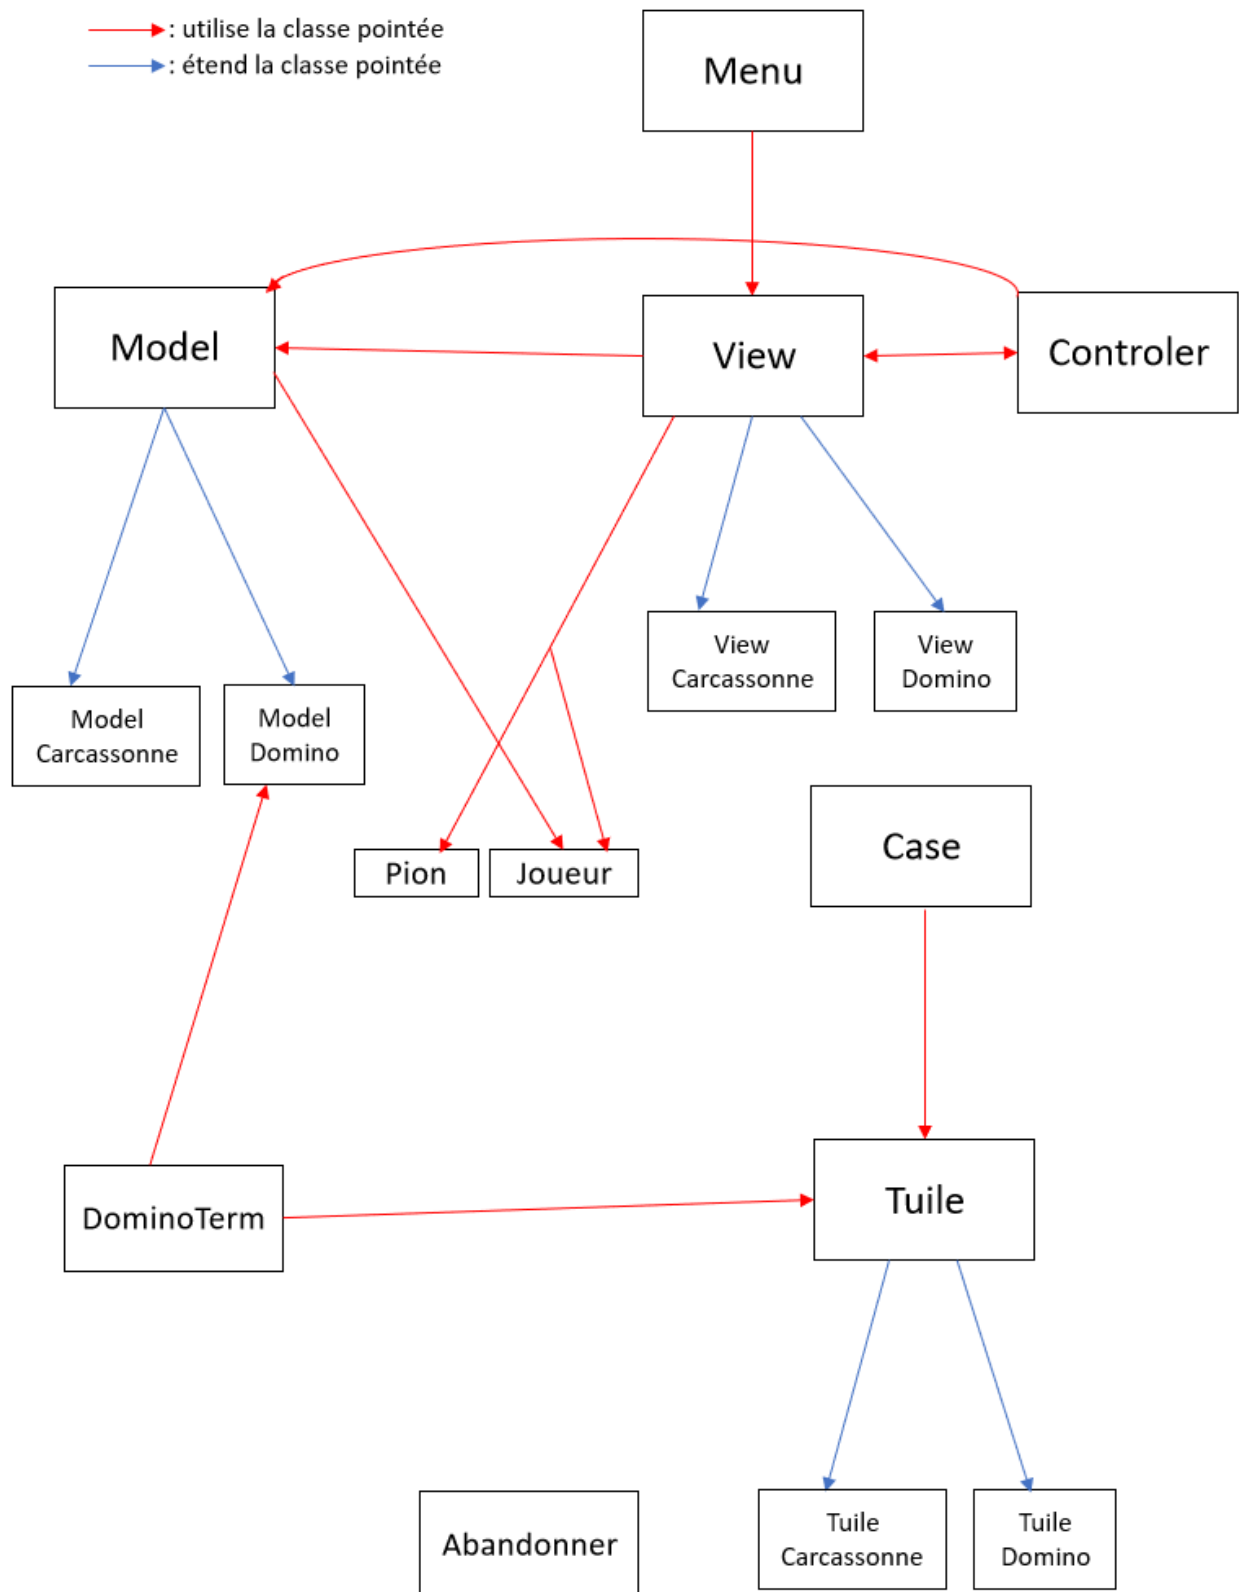 : utilise la classe pointée
: étend la classe pointée
Menu
Model
View
Controler
View
Carcassonne
View
Domino
Model
Carcassonne
Model
Domino
Case
Pion
Joueur
DominoTerm
Tuile
Abandonner
Tuile
Carcassonne
Tuile
Domino